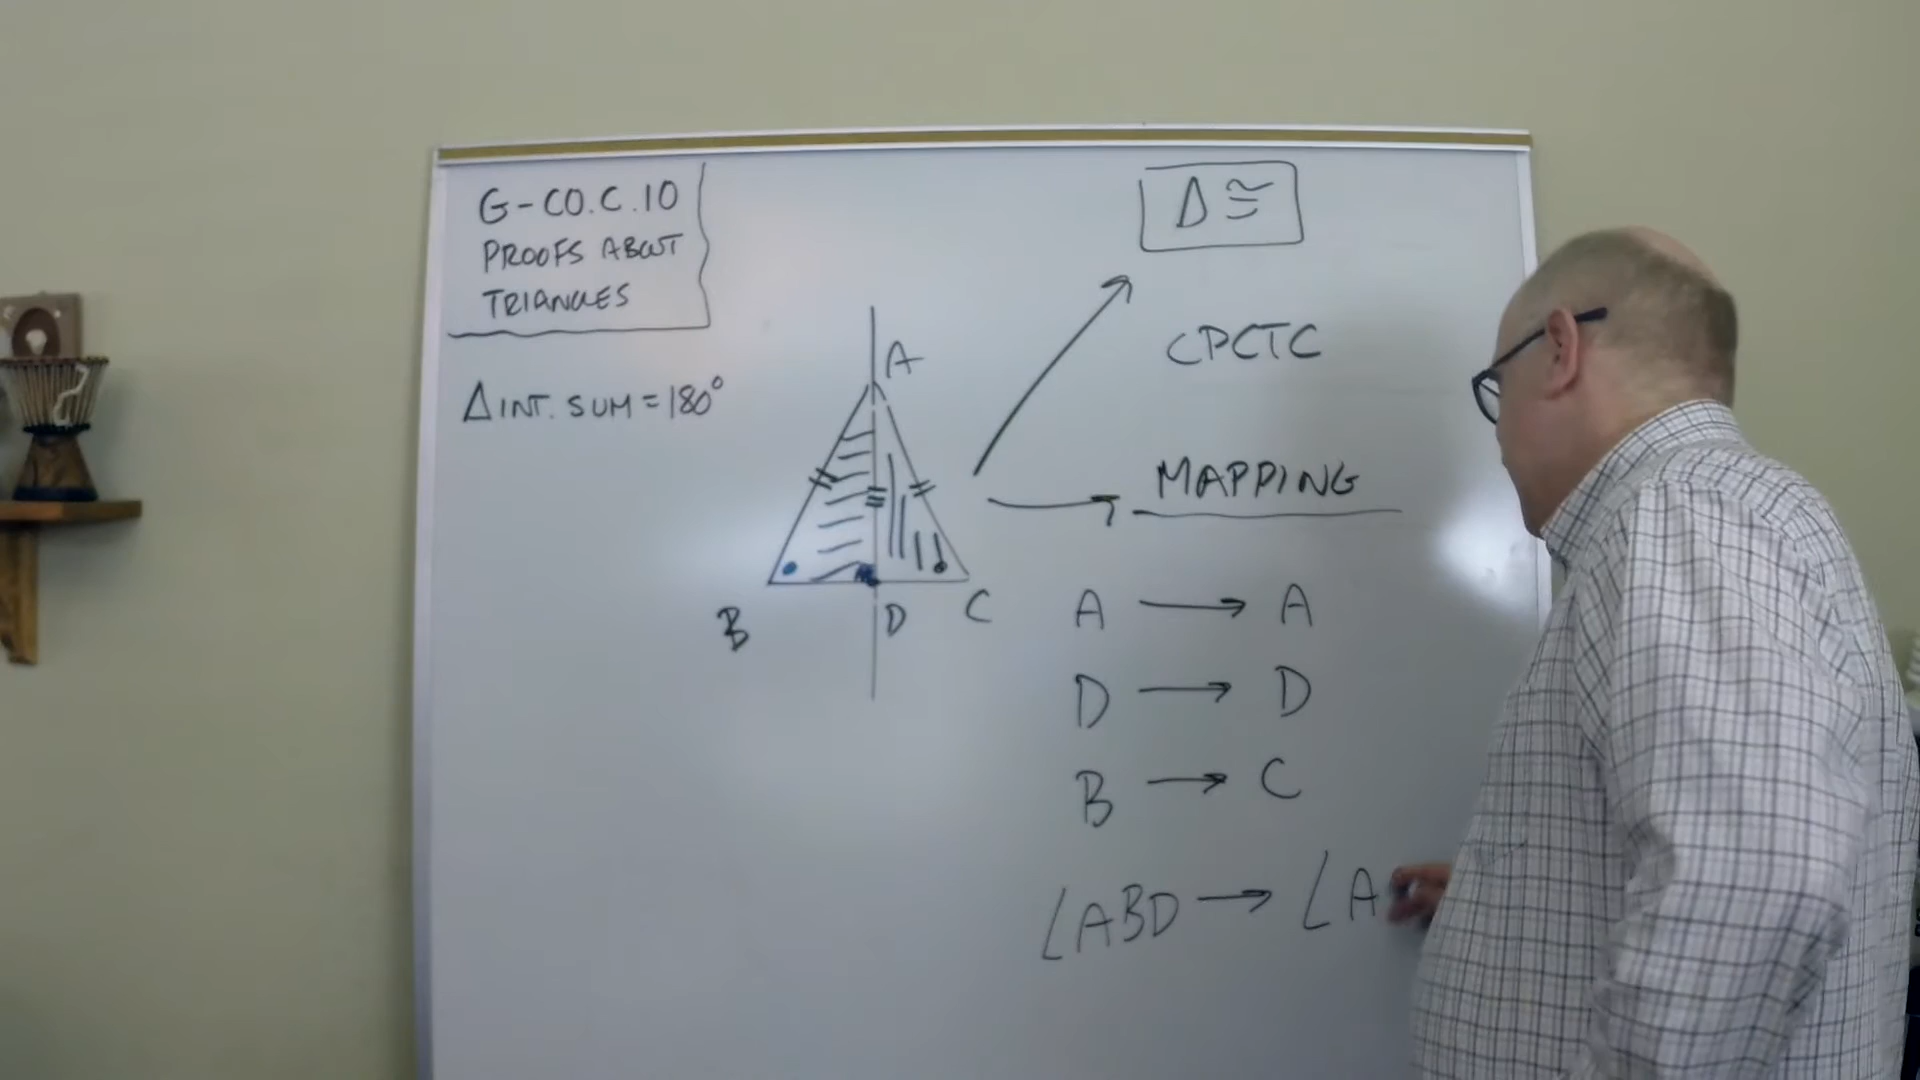 G-CO.C.10
PROOFS ABOUT
TRIANGLES
Δ INT. SUM = 180°
A
B
D
C
Δ ≅
CPCTC
MAPPING
A → A
D → D
B → C
∠ABD → ∠A